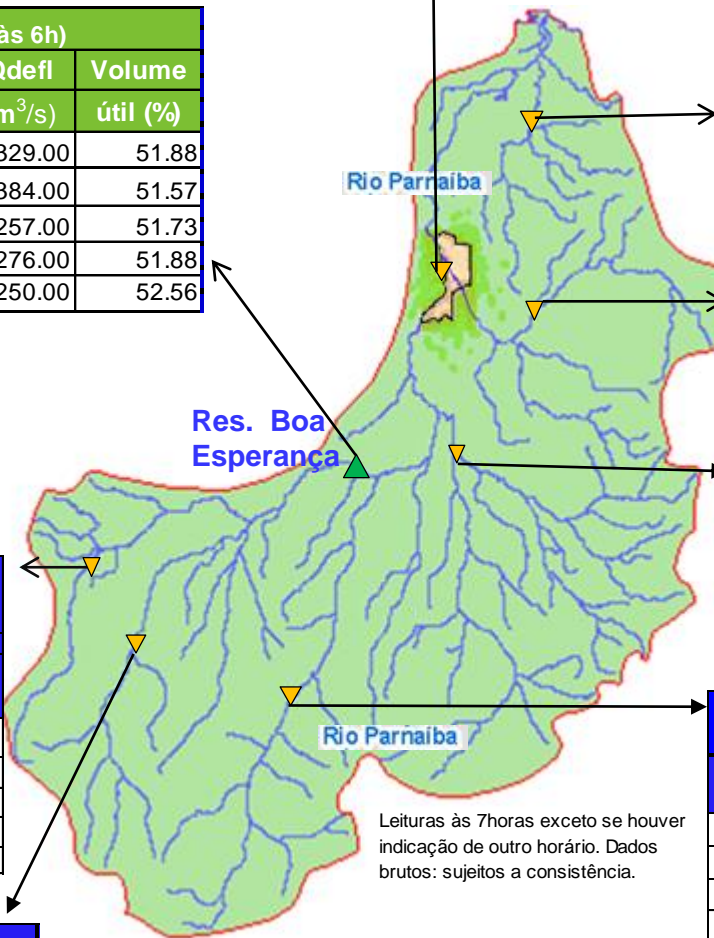 às 6h)
Qdefl Volume
m³/s) útil (%)
329.00 51.88
384.00 51.57
257.00 51.73
276.00 51.88
250.00 52.56
Rio Parnaíba
Res. Boa
Esperança
Rio Parnaíba
Leituras às 7horas exceto se houver
indicação de outro horário. Dados
brutos: sujeitos a consistência.